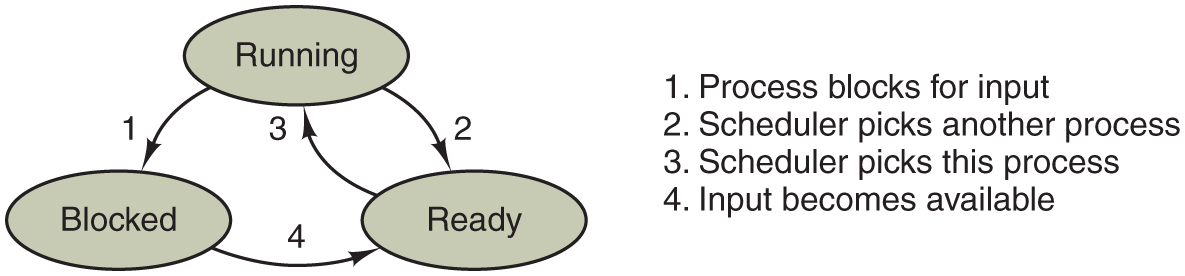 Running
1
3
2
Blocked
Ready
4
1. Process blocks for input
2. Scheduler picks another process
3. Scheduler picks this process
4. Input becomes available